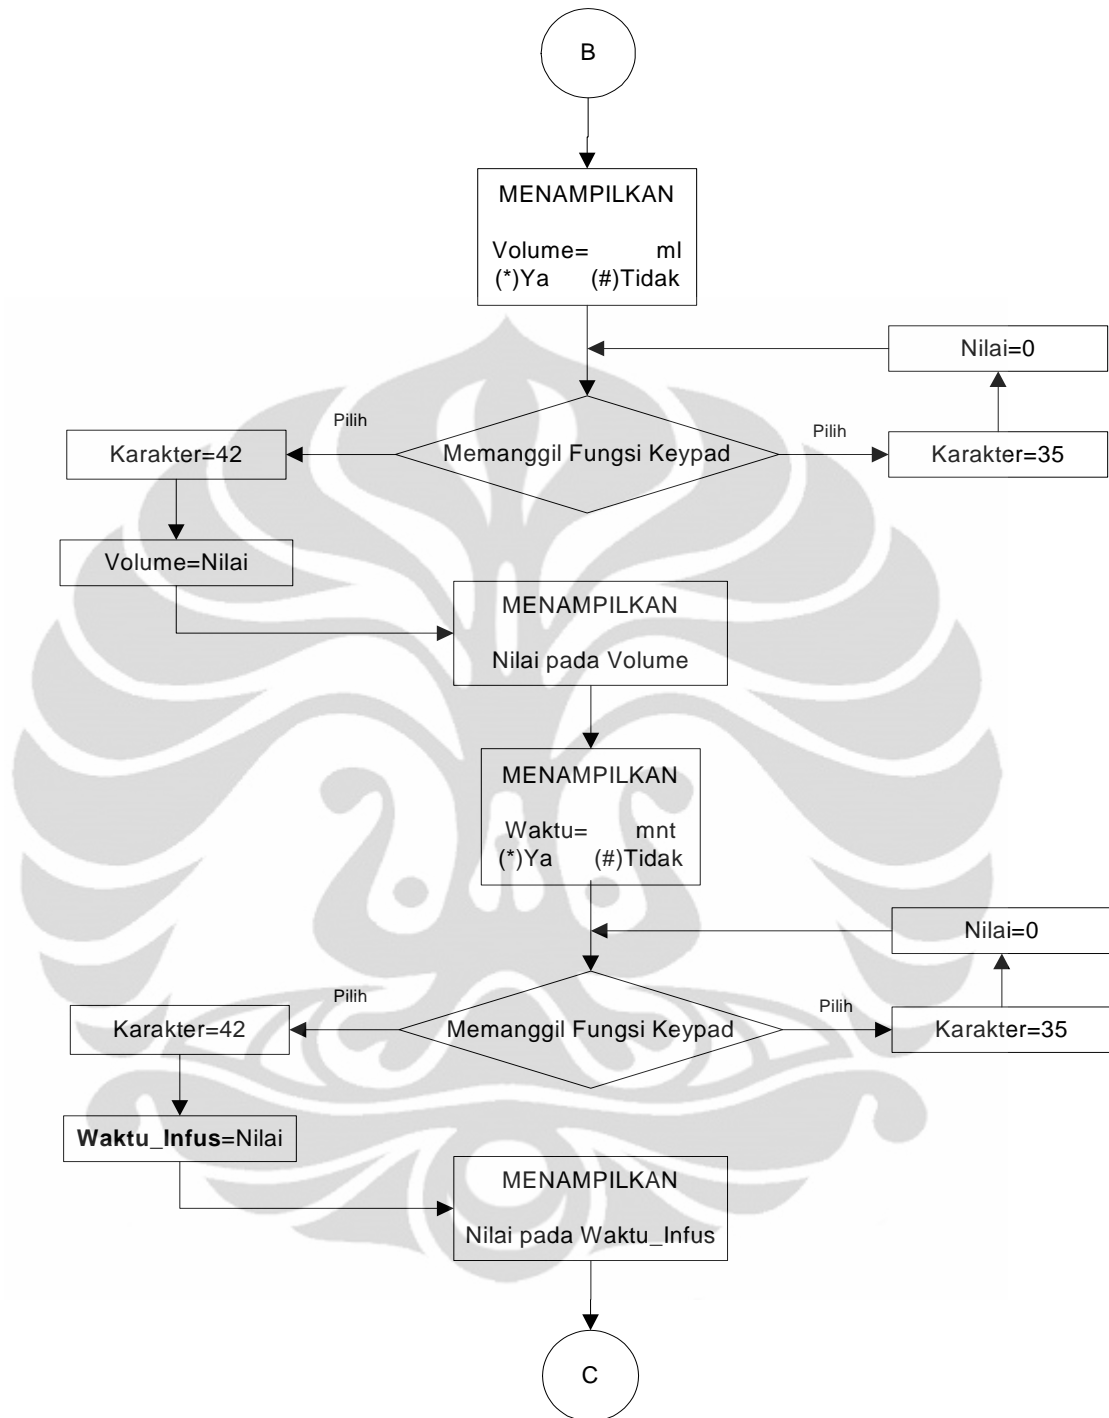 B
MENAMPILKAN
Volume= ml
(*)Ya (#)Tidak
Nilai=0
Pilih
Pilih
Karakter=42
Memanggil Fungsi Keypad
Karakter=35
Volume=Nilai
MENAMPILKAN
Nilai pada Volume
MENAMPILKAN
Waktu= mnt
(*)Ya (#)Tidak
Nilai=0
Pilih
Pilih
Karakter=42
Memanggil Fungsi Keypad
Karakter=35
Waktu_Infus=Nilai
MENAMPILKAN
Nilai pada Waktu_Infus
C